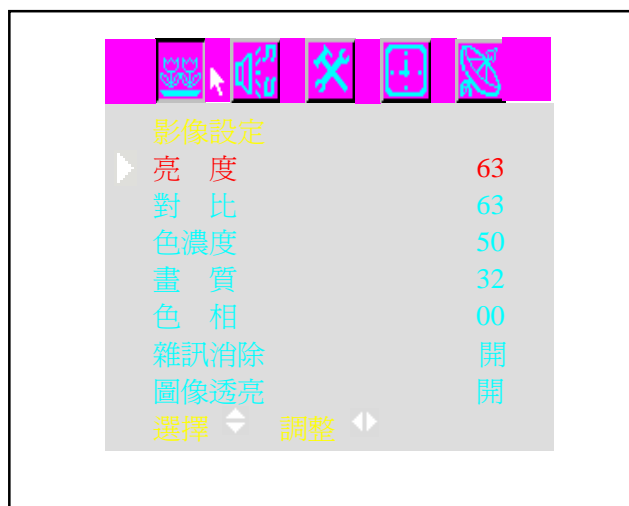 影像設定
亮 度 63
對 比 63
色濃度 50
畫 質 32
色 相 00
雜訊消除 開
圖像透亮 開
選擇 調整